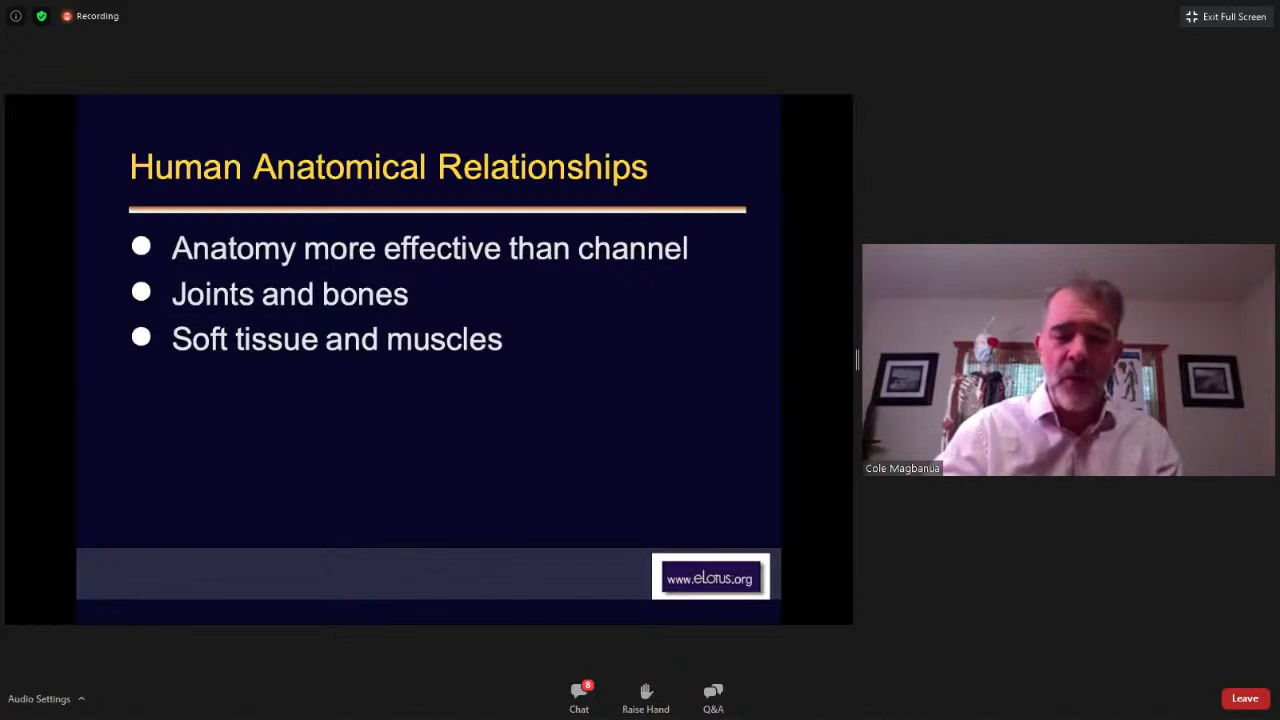 Recording
Exit Full Screen
Human Anatomical Relationships
Anatomy more effective than channel
Joints and bones
Soft tissue and muscles
www.eLotus.org
Cole Magbanua
Audio Settings
8
Chat
Raise Hand
Q&A
Leave